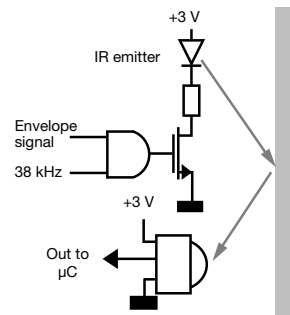 +3 V
IR emitter
Envelope
signal
38 kHz
+3 V
Out to
µC